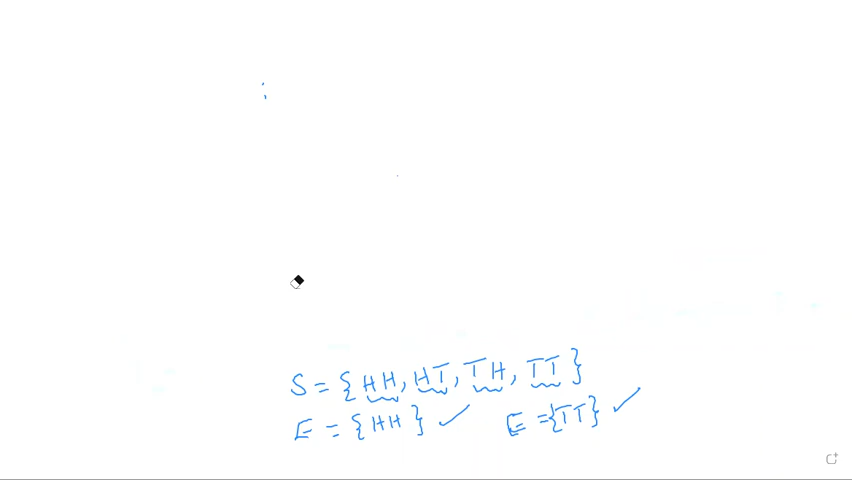 S = {HH, HT, TH, TT}
E = {HH} ✓ E = {TT} ✓